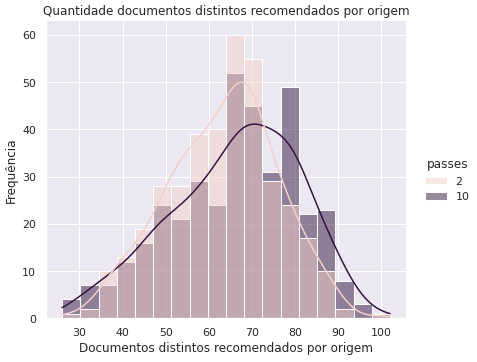 Quantidade documentos distintos recomendados por origem
60
50
40
30
20
10
0
Frequência
30 40 50 60 70 80 90 100
Documentos distintos recomendados por origem
passes
2
10